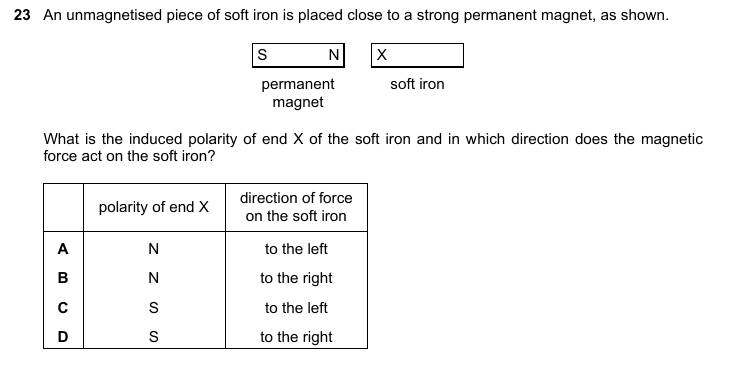 23 An unmagnetised piece of soft iron is placed close to a strong permanent magnet, as shown.
S N X
permanent magnet soft iron
What is the induced polarity of end X of the soft iron and in which direction does the magnetic
force act on the soft iron?
polarity of end X direction of force on the soft iron
A N to the left
B N to the right
C S to the left
D S to the right